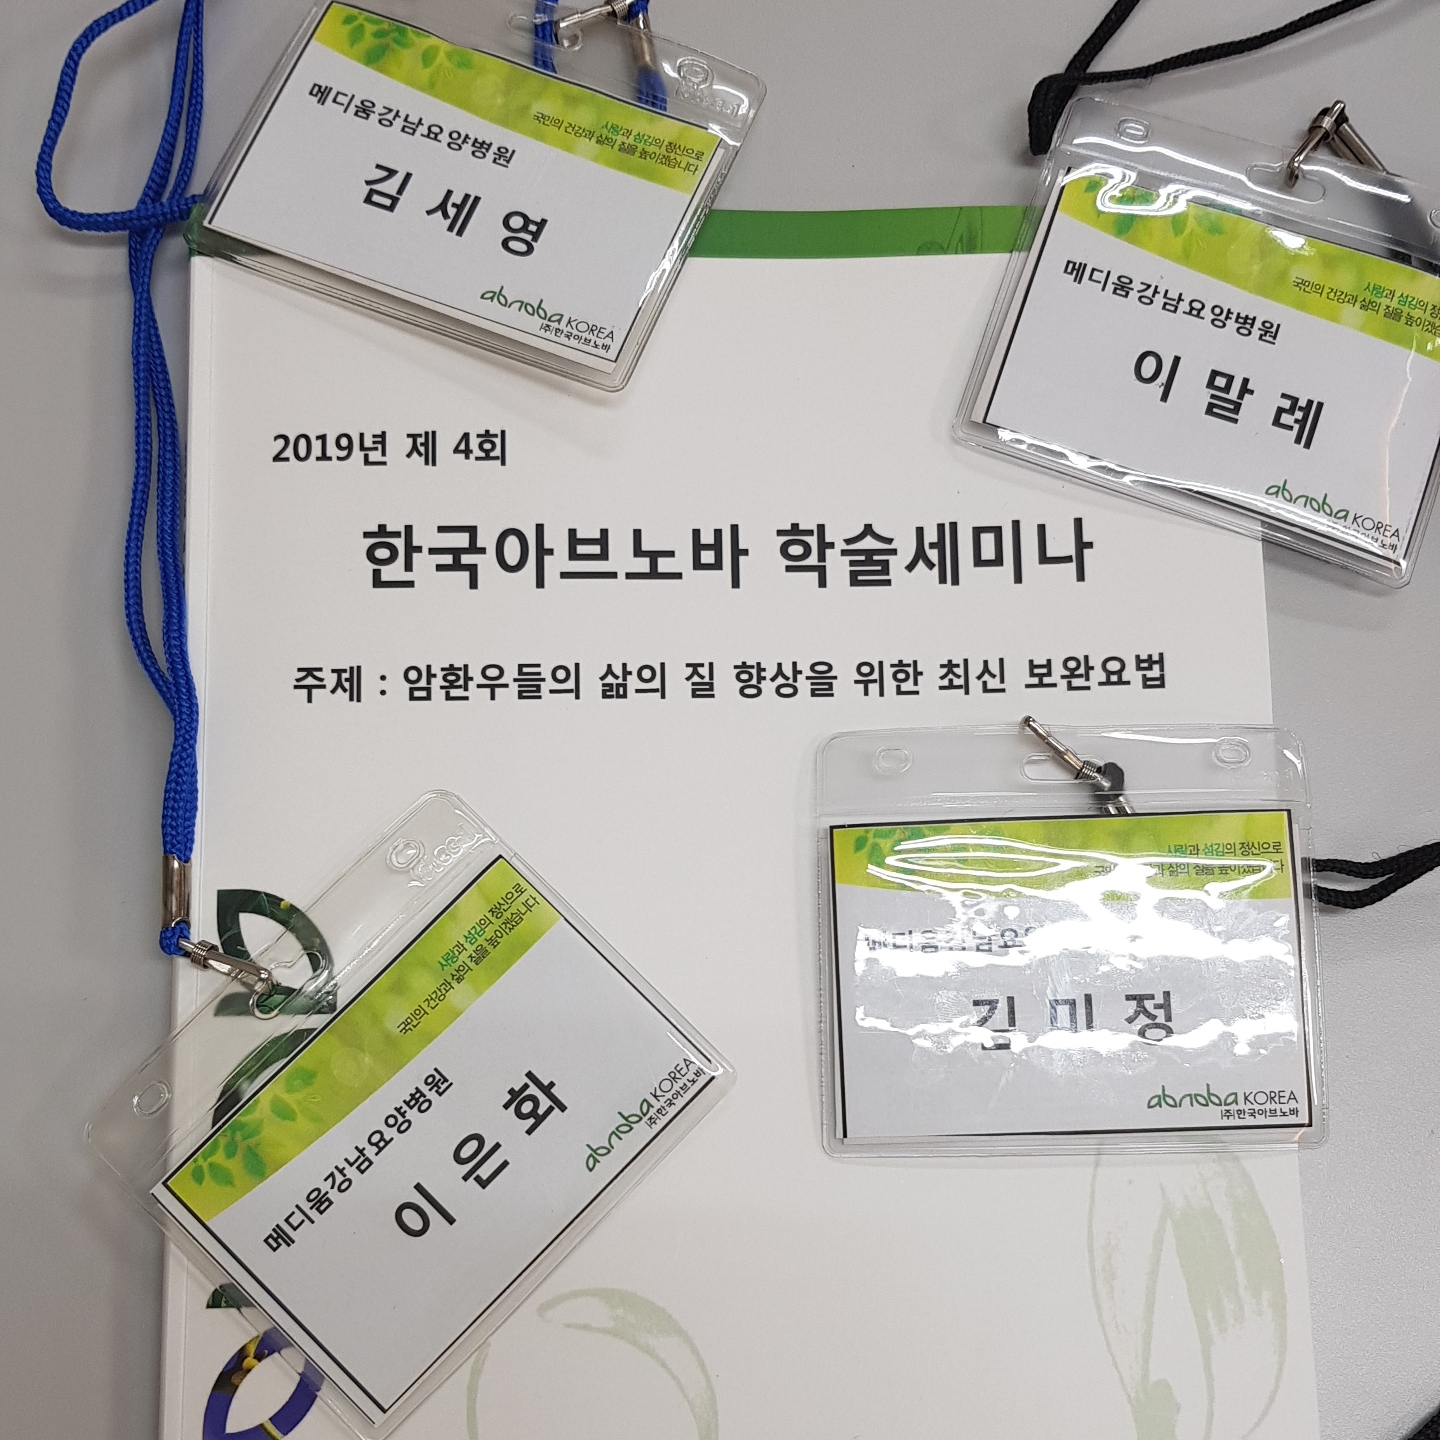 메디움강남요양병원
사랑과 섬김의 정신으로
국민의 건강과 삶의 질을 높이겠습니다
김 세 영
abnoba KOREA
(주)한국아브노바
메디움강남요양병원
사랑과 섬김의
국민의 건강과 삶의 질을
이 말 례
abnoba KOREA
2019년 제 4회
한국아브노바 학술세미나
주제 : 암환우들의 삶의 질 향상을 위한 최신 보완요법
사랑과 섬김의 정신으로
국민의 건강과 삶의 질을 높이겠습니다
메디움강남요양병원
이 은 화
abnoba KOREA
(주)한국아브노바
사랑과 섬김의 정신으로
삶의 질을 높이겠습니다
김 미 정
abnoba KOREA
(주)한국아브노바